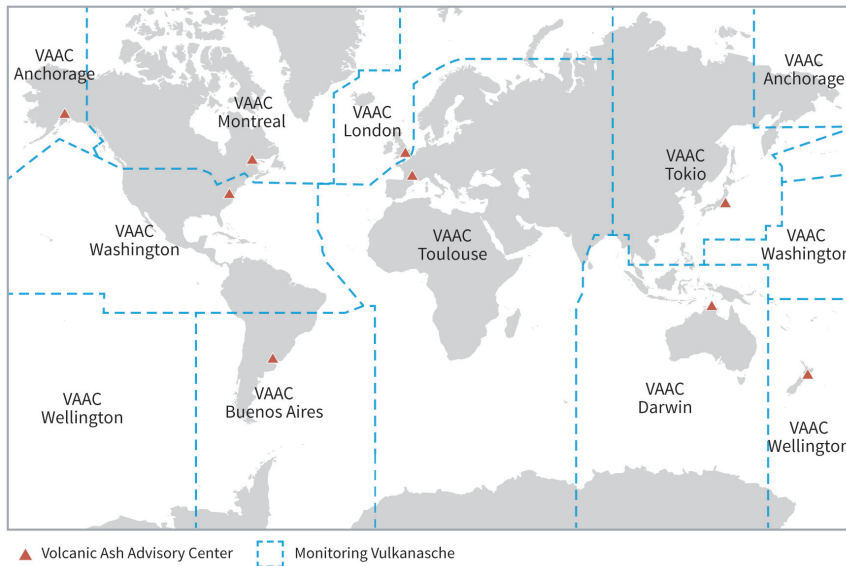 VAAC
Anchorage
VAAC
Montreal
VAAC
London
VAAC
Anchorage
VAAC
Tokio
VAAC
Washington
VAAC
Toulouse
VAAC
Washington
VAAC
Wellington
VAAC
Buenos Aires
VAAC
Darwin
VAAC
Wellington
Volcanic Ash Advisory Center
Monitoring Vulkanasche